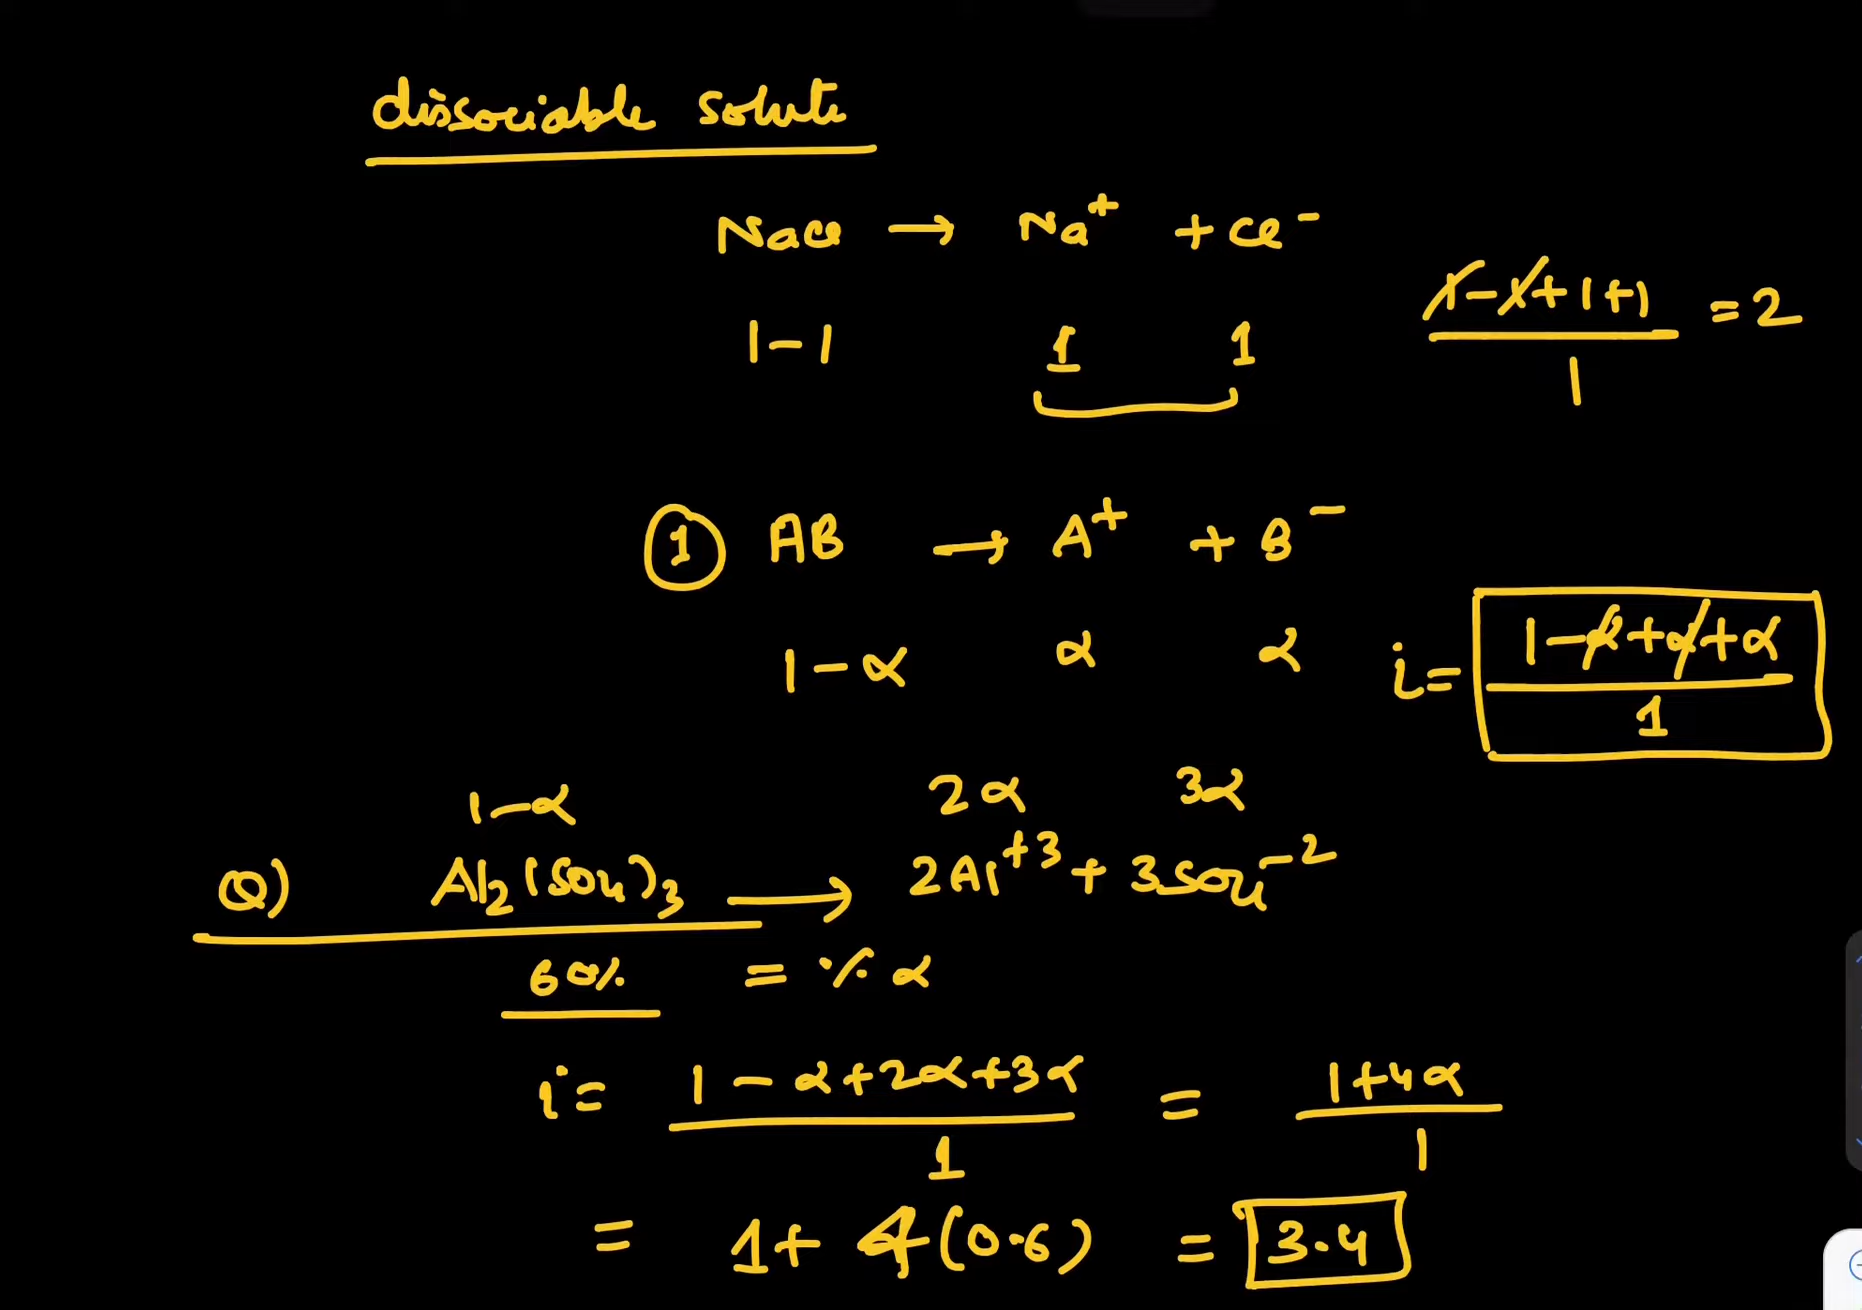 dissociable solute
NaCl → Na⁺ + Cl⁻
1-1 1 1
1-1+1+1 / 1 = 2
① AB → A⁺ + B⁻
1-α α α
i = 1-α+α+α / 1
1-α 2α 3α
Q) Al₂(SO₄)₃ → 2Al⁺³ + 3SO₄⁻²
60% = % α
i = 1-α+2α+3α / 1 = 1+4α / 1
= 1+4(0.6) = 3.4